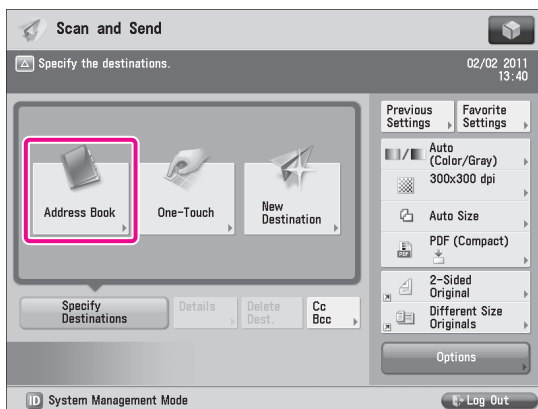 Scan and Send
Specify the destinations.
02/02 2011
13:40
Previous
Settings
Favorite
Settings
Auto
(Color/Gray)
300x300 dpi
Address Book
One-Touch
New
Destination
Auto Size
PDF (Compact)
PDF
2-Sided
Original
Specify
Destinations
Details
Delete
Dest.
Cc
Bcc
Different Size
Originals
Options
ID System Management Mode
Log Out